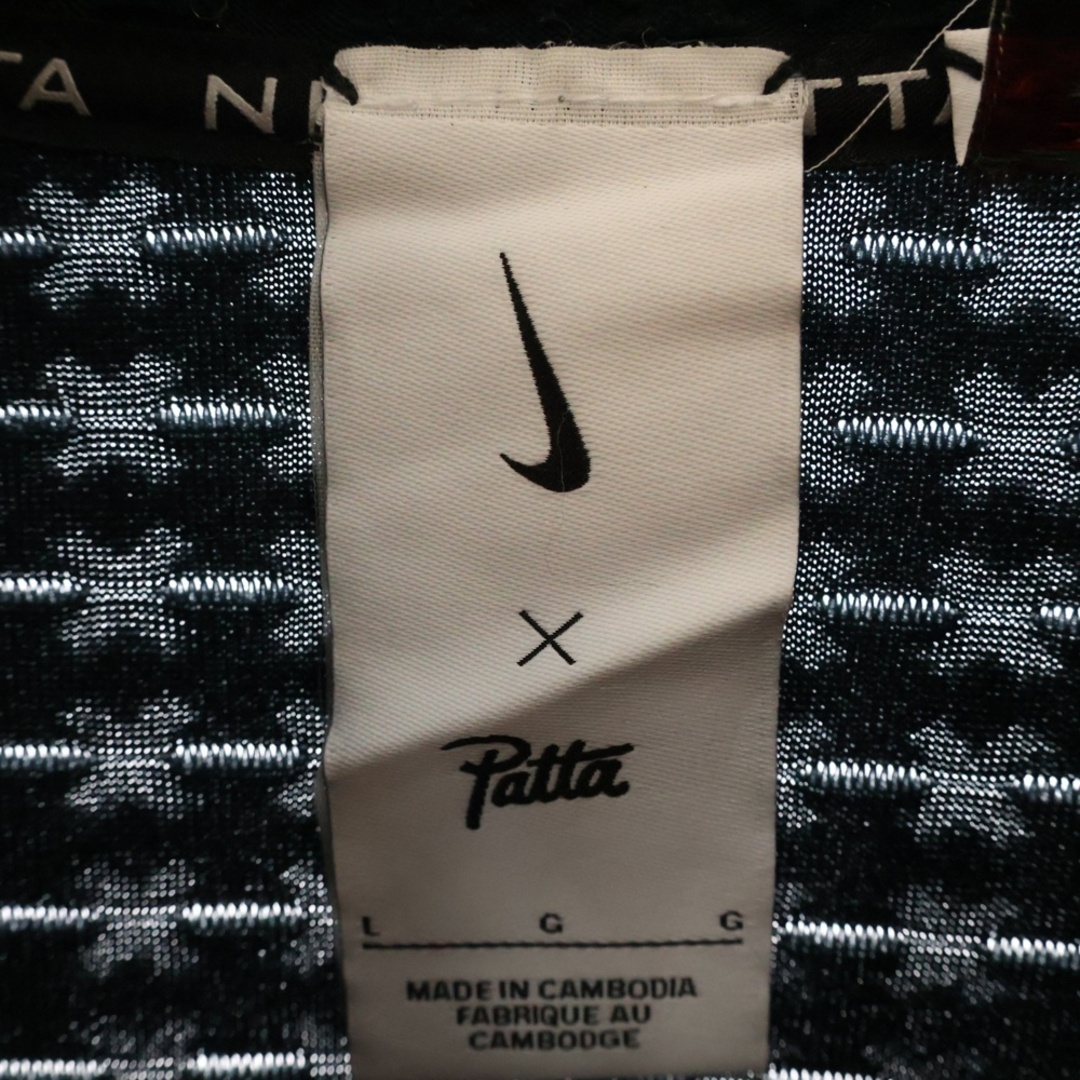 ×
Patta
L G G
MADE IN CAMBODIA
FABRIQUE AU
CAMBODGE